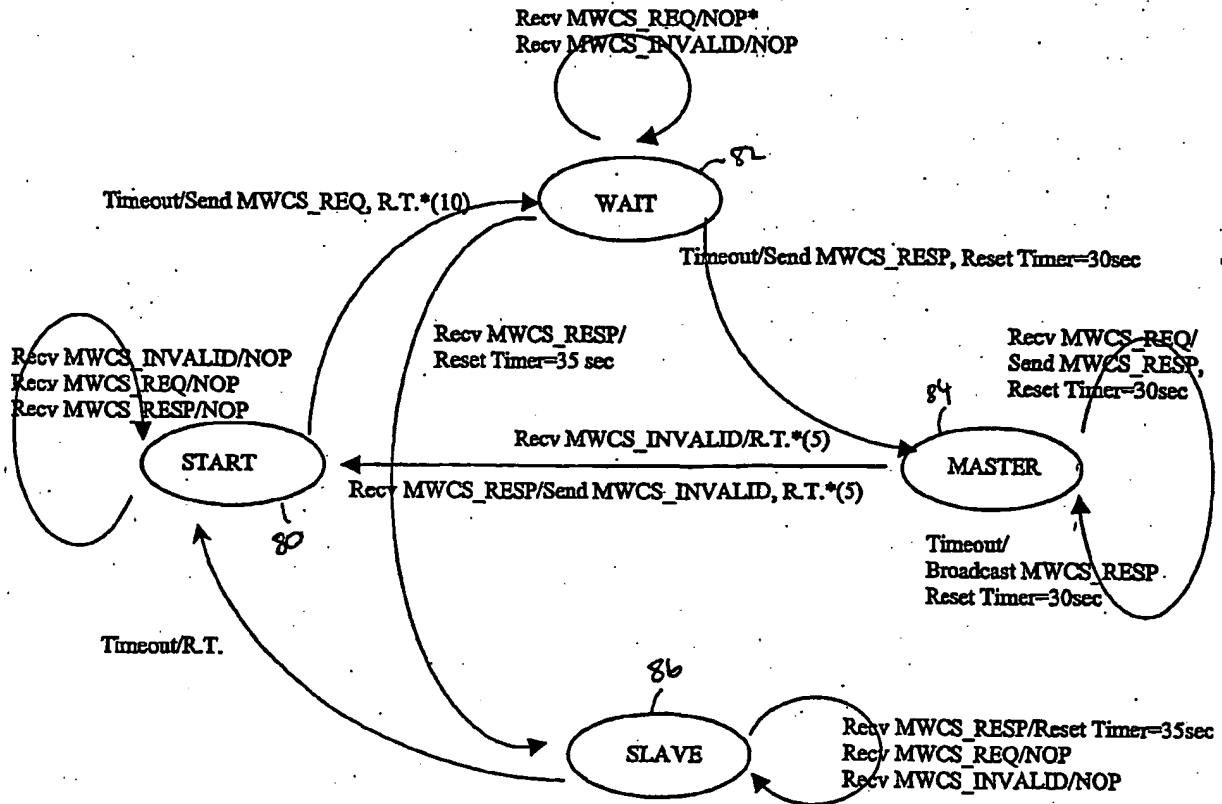 Recv MWCS_REQ/NOP*
Recv MWCS_INVALID/NOP
82
WAIT
Timeout/Send MWCS_REQ, R.T.*(10)
Timeout/Send MWCS_RESP, Reset Timer=30sec
Recv MWCS_RESP/
Reset Timer=35 sec
Recv MWCS_INVALID/NOP
Recv MWCS_REQ/NOP
Recv MWCS_RESP/NOP
START
80
Recv MWCS_REQ/
Send MWCS_RESP,
Reset Timer=30sec
84
MASTER
Recv MWCS_INVALID/R.T.*(5)
Recv MWCS_RESP/Send MWCS_INVALID, R.T.*(5)
Timeout/
Broadcast MWCS_RESP
Reset Timer=30sec
Timeout/R.T.
86
SLAVE
Recv MWCS_RESP/Reset Timer=35sec
Recv MWCS_REQ/NOP
Recv MWCS_INVALID/NOP